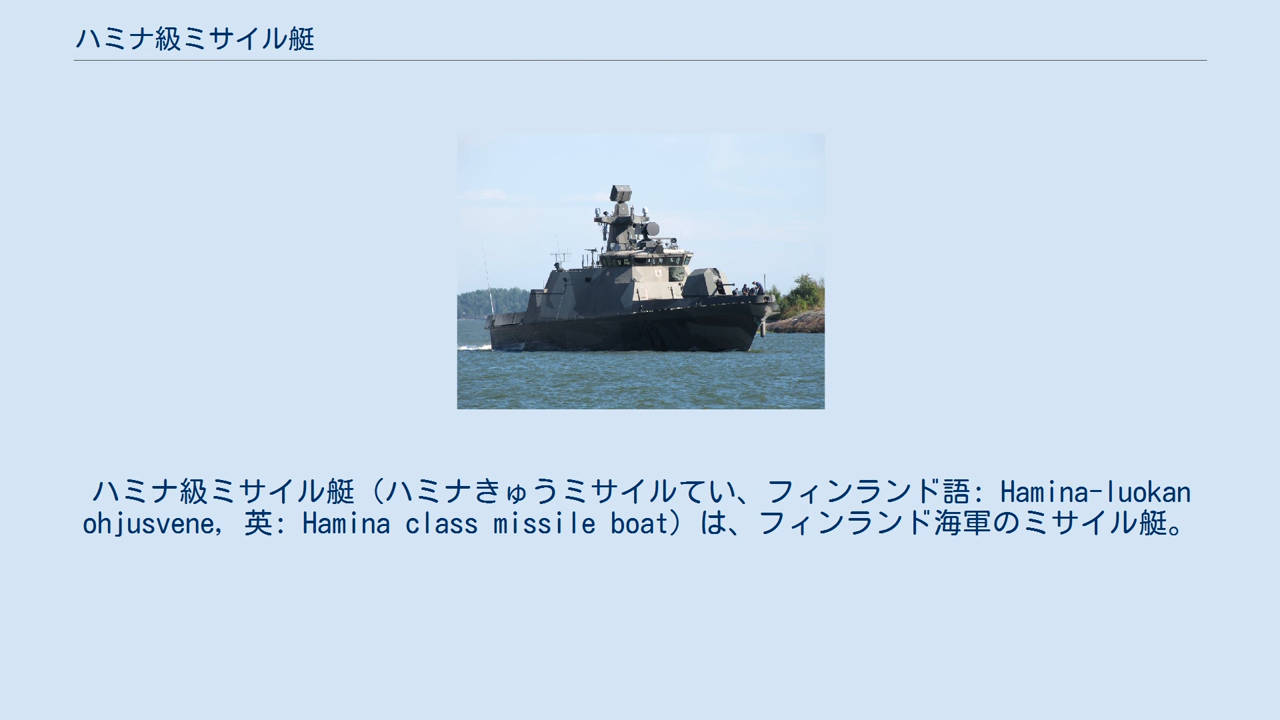 ハミナ級ミサイル艇
ハミナ級ミサイル艇（ハミナきゅうミサイルてい、フィンランド語: Hamina-luokan
ohjusvene, 英: Hamina class missile boat）は、フィンランド海軍のミサイル艇。